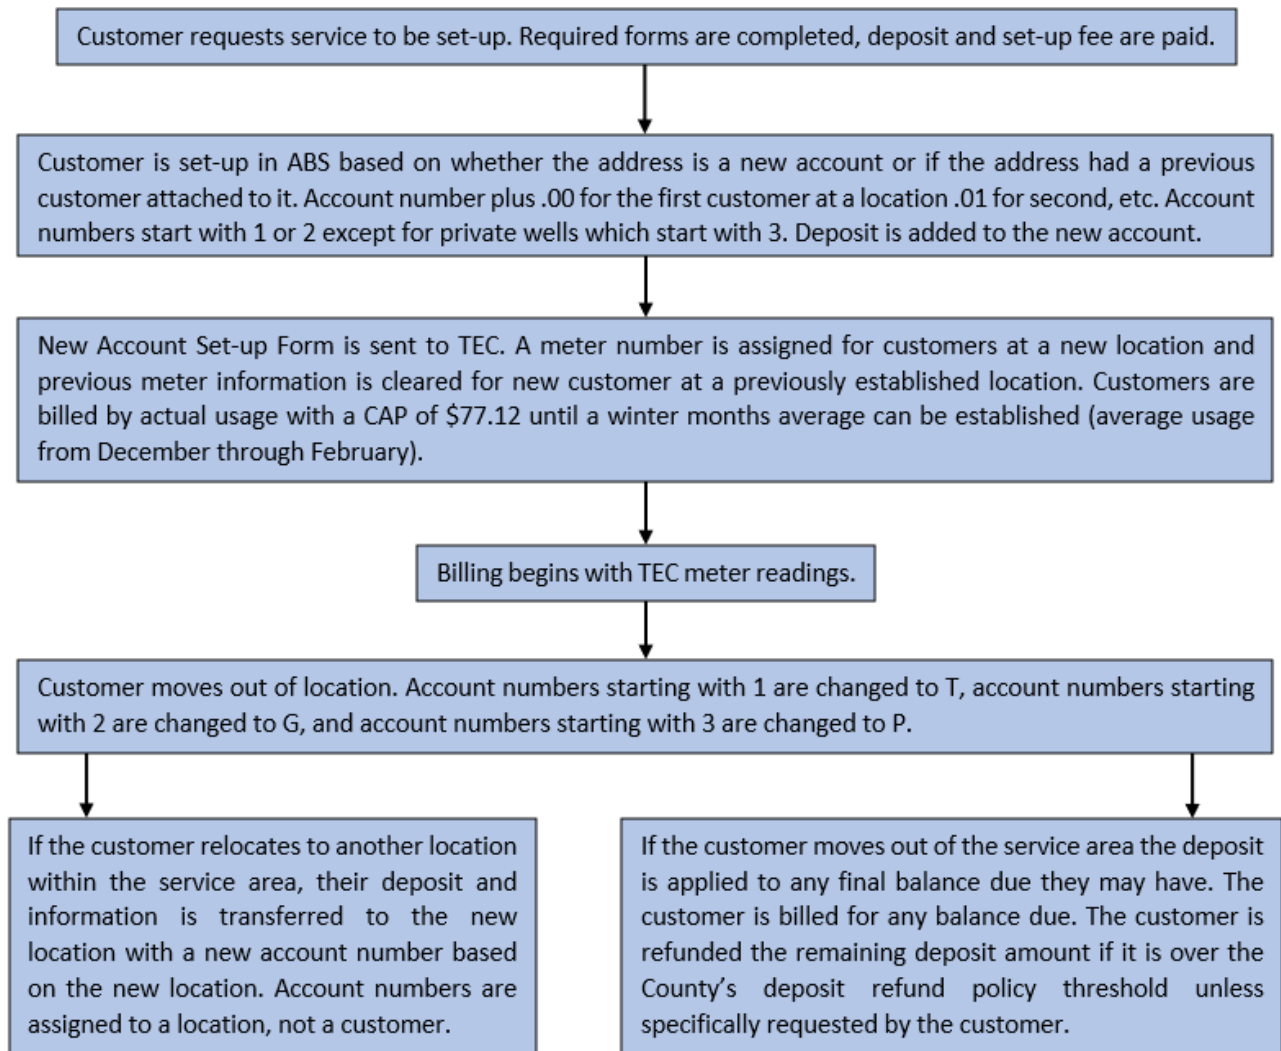 Customer requests service to be set-up. Required forms are completed, deposit and set-up fee are paid.
Customer is set-up in ABS based on whether the address is a new account or if the address had a previous
customer attached to it. Account number plus .00 for the first customer at a location .01 for second, etc. Account
numbers start with 1 or 2 except for private wells which start with 3. Deposit is added to the new account.
New Account Set-up Form is sent to TEC. A meter number is assigned for customers at a new location and
previous meter information is cleared for new customer at a previously established location. Customers are
billed by actual usage with a CAP of $77.12 until a winter months average can be established (average usage
from December through February).
Billing begins with TEC meter readings.
Customer moves out of location. Account numbers starting with 1 are changed to T, account numbers starting
with 2 are changed to G, and account numbers starting with 3 are changed to P.
If the customer relocates to another location
within the service area, their deposit and
information is transferred to the new
location with a new account number based
on the new location. Account numbers are
assigned to a location, not a customer.
If the customer moves out of the service area the deposit
is applied to any final balance due they may have. The
customer is billed for any balance due. The customer is
refunded the remaining deposit amount if it is over the
County's deposit refund policy threshold unless
specifically requested by the customer.